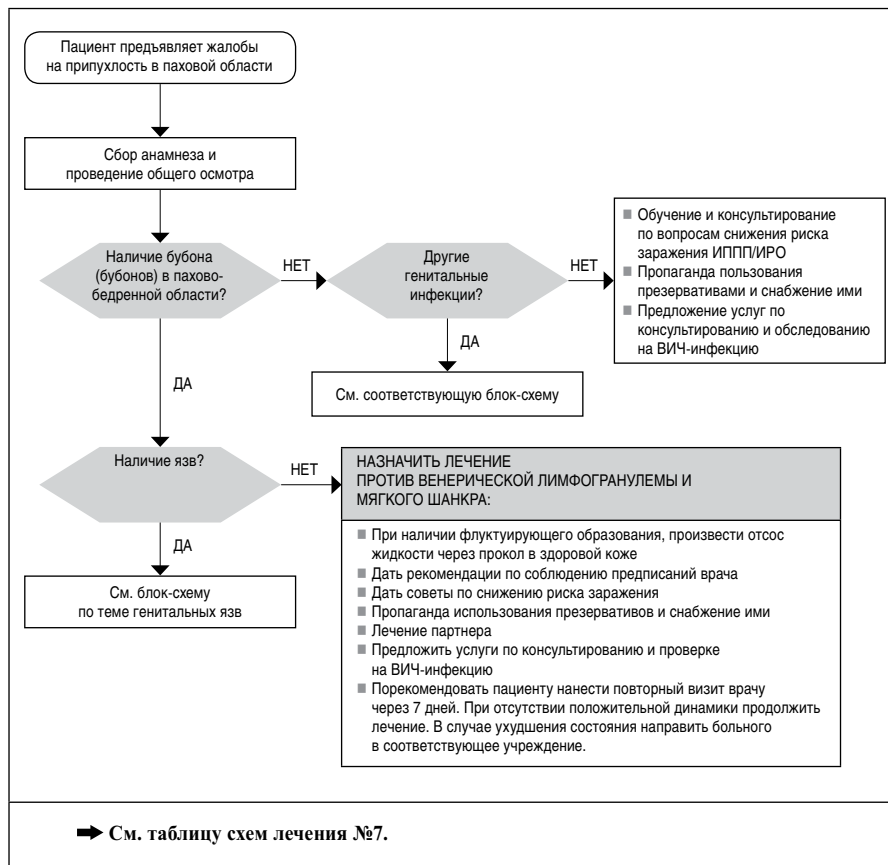 Пациент предъявляет жалобы
на припухлость в паховой области
Сбор анамнеза и
проведение общего осмотра
Наличие бубона
(бубонов) в пахово-
бедренной области?
НЕТ
Другие
генитальные
инфекции?
НЕТ
■ Обучение и консультирование
по вопросам снижения риска
заражения ИППП/ИРО
■ Пропаганда пользования
презервативами и снабжение ими
■ Предложение услуг по
консультированию и обследованию
на ВИЧ-инфекцию
ДА
См. соответствующую блок-схему
ДА
Наличие язв?
НЕТ
НАЗНАЧИТЬ ЛЕЧЕНИЕ
ПРОТИВ ВЕНЕРИЧЕСКОЙ ЛИМФОГРАНУЛЕМЫ И
МЯГКОГО ШАНКРА:
■ При наличии флуктуирующего образования, произвести отсос
жидкости через прокол в здоровой коже
■ Дать рекомендации по соблюдению предписаний врача
■ Дать советы по снижению риска заражения
■ Пропаганда использования презервативов и снабжение ими
■ Лечение партнера
■ Предложить услуги по консультированию и проверке
на ВИЧ-инфекцию
■ Порекомендовать пациенту нанести повторный визит врачу
через 7 дней. При отсутствии положительной динамики продолжить
лечение. В случае ухудшения состояния направить больного
в соответствующее учреждение.
ДА
См. блок-схему
по теме генитальных язв
➡ См. таблицу схем лечения №7.